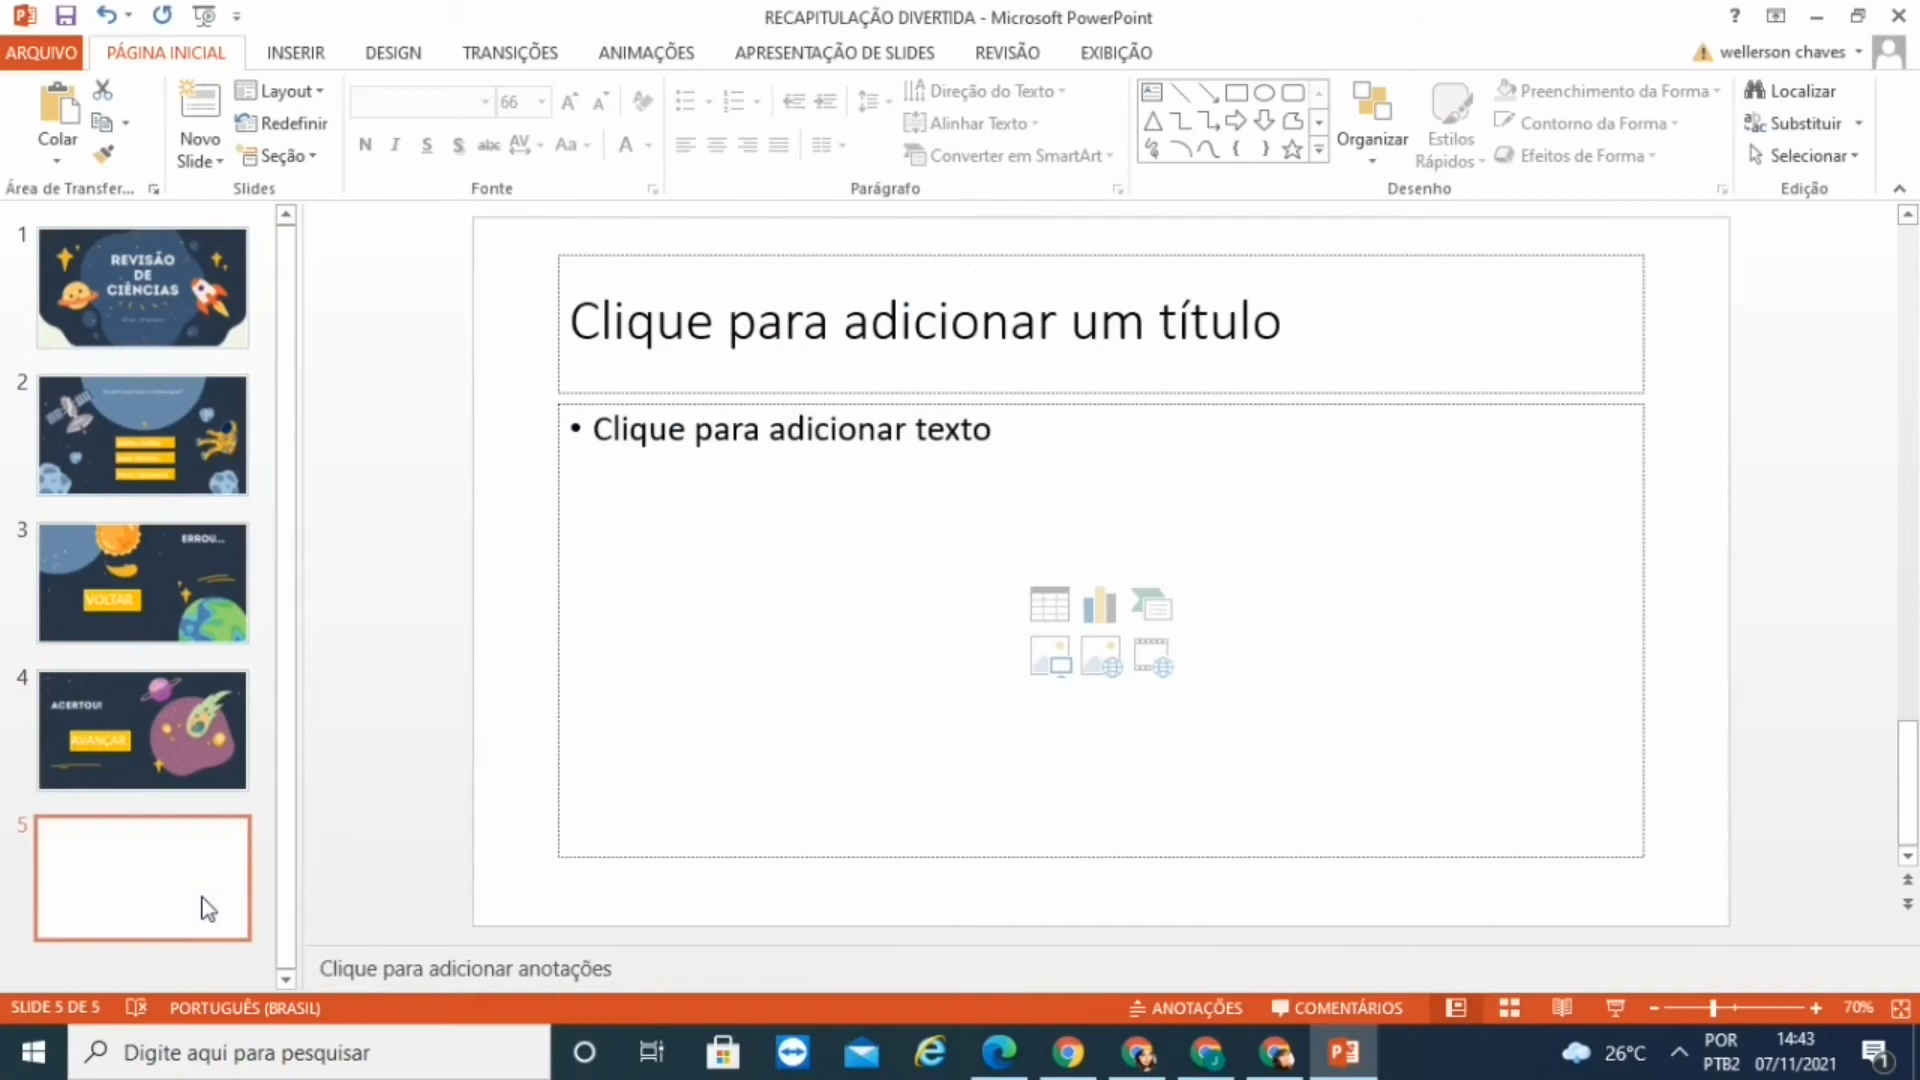 RECAPITULAÇÃO DIVERTIDA - Microsoft PowerPoint
ARQUIVO PÁGINA INICIAL INSERIR DESIGN TRANSIÇÕES ANIMAÇÕES APRESENTAÇÃO DE SLIDES REVISÃO EXIBIÇÃO
wellerson chaves
Colar
Novo
Slide
Layout
Redefinir
Seção
66
N I S S abc AV Aa A
Direção do Texto
Alinhar Texto
Converter em SmartArt
Organizar
Estilos
Rápidos
Preenchimento da Forma
Contorno da Forma
Efeitos de Forma
Localizar
Substituir
Selecionar
Área de Transfer... Slides Fonte Parágrafo Desenho Edição
1
REVISÃO
DE
CIÊNCIAS
2
3
ERROU...
VOLTAR
4
ACERTOU!
AVANÇAR
5
Clique para adicionar um título
• Clique para adicionar texto
Clique para adicionar anotações
SLIDE 5 DE 5 PORTUGUÊS (BRASIL) ANOTAÇÕES COMENTÁRIOS 70%
Digite aqui para pesquisar
26°C
POR
PTB2
14:43
07/11/2021
1